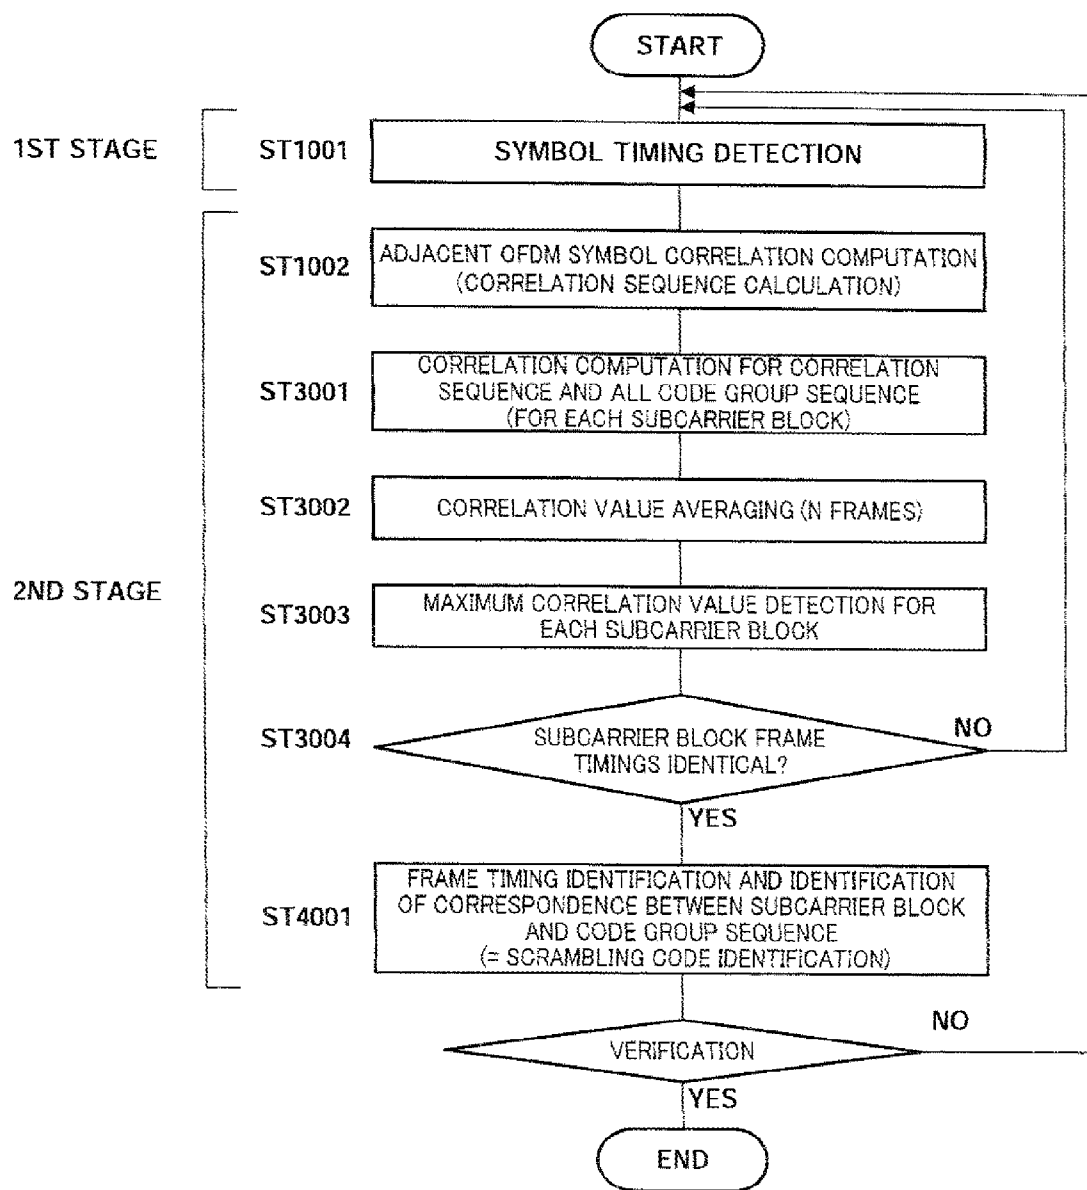 START
1ST STAGE
ST1001
SYMBOL TIMING DETECTION
ST1002
ADJACENT OFDM SYMBOL CORRELATION COMPUTATION
(CORRELATION SEQUENCE CALCULATION)
ST3001
CORRELATION COMPUTATION FOR CORRELATION
SEQUENCE AND ALL CODE GROUP SEQUENCE
(FOR EACH SUBCARRIER BLOCK)
ST3002
CORRELATION VALUE AVERAGING (N FRAMES)
2ND STAGE
ST3003
MAXIMUM CORRELATION VALUE DETECTION FOR
EACH SUBCARRIER BLOCK
ST3004
SUBCARRIER BLOCK FRAME
TIMINGS IDENTICAL?
NO
YES
ST4001
FRAME TIMING IDENTIFICATION AND IDENTIFICATION
OF CORRESPONDENCE BETWEEN SUBCARRIER BLOCK
AND CODE GROUP SEQUENCE
(= SCRAMBLING CODE IDENTIFICATION)
VERIFICATION
NO
YES
END